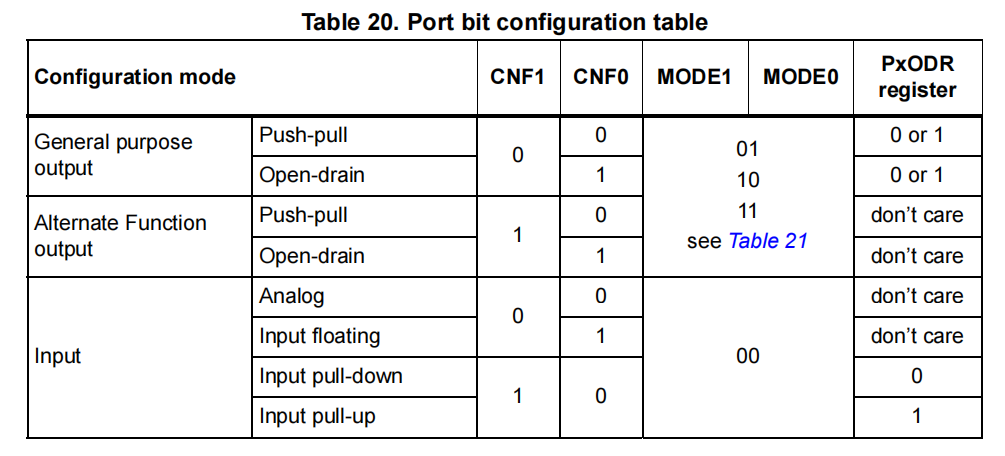 Table 20. Port bit configuration table
Configuration mode CNF1 CNF0 MODE1 MODE0 PxODR
register
General purpose
output
Push-pull 0 0 01
10
11
see Table 21 0 or 1
Open-drain 1 0 or 1
Alternate Function
output
Push-pull 1 0 don't care
Open-drain 1 don't care
Input Analog 0 0 00 don't care
Input floating 1 don't care
Input pull-down 1 0 0
Input pull-up 1